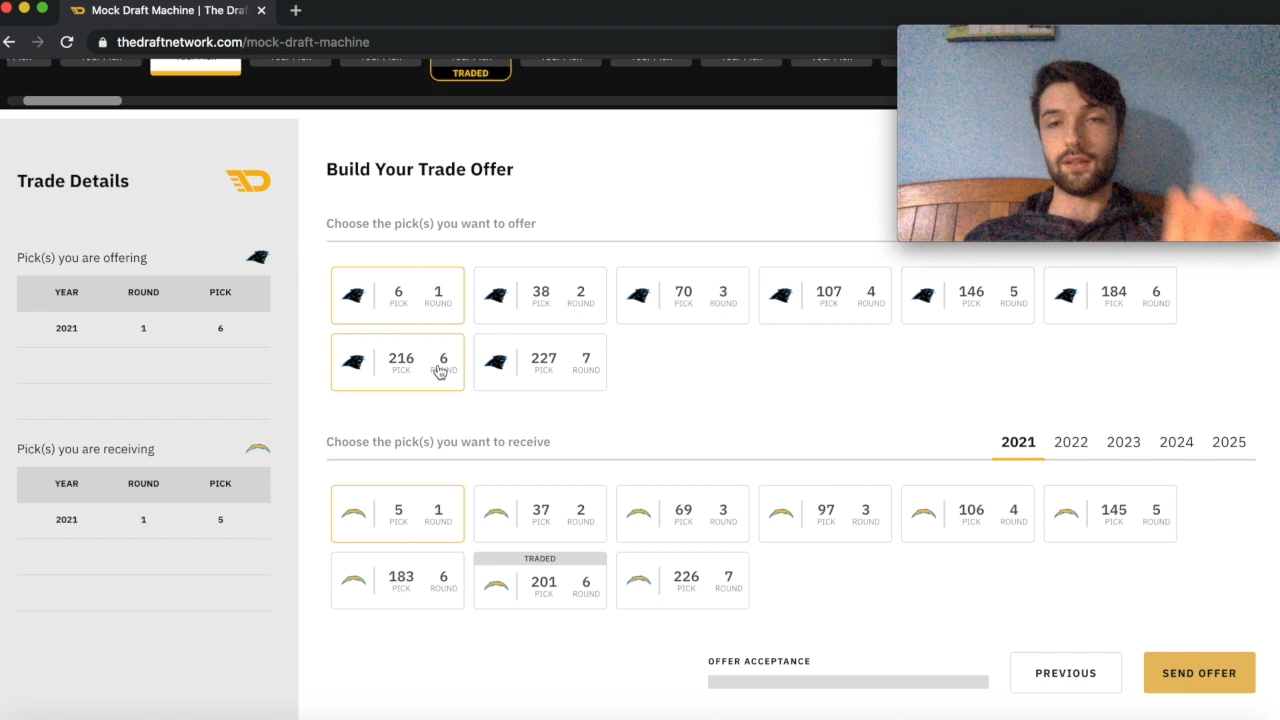 Mock Draft Machine | The Dra
thedraftnetwork.com/mock-draft-machine
TRADED
Trade Details
Pick(s) you are offering
YEAR ROUND PICK
2021 1 6
Pick(s) you are receiving
YEAR ROUND PICK
2021 1 5
Build Your Trade Offer
Choose the pick(s) you want to offer
6 1 38 2 70 3 107 4 146 5 184 6
PICK ROUND PICK ROUND PICK ROUND PICK ROUND PICK ROUND PICK ROUND
216 6 227 7
PICK ROUND PICK ROUND
Choose the pick(s) you want to receive
2021 2022 2023 2024 2025
5 1 37 2 69 3 97 3 106 4 145 5
PICK ROUND PICK ROUND PICK ROUND PICK ROUND PICK ROUND PICK ROUND
TRADED
183 6 201 6 226 7
PICK ROUND PICK ROUND PICK ROUND
OFFER ACCEPTANCE
PREVIOUS
SEND OFFER